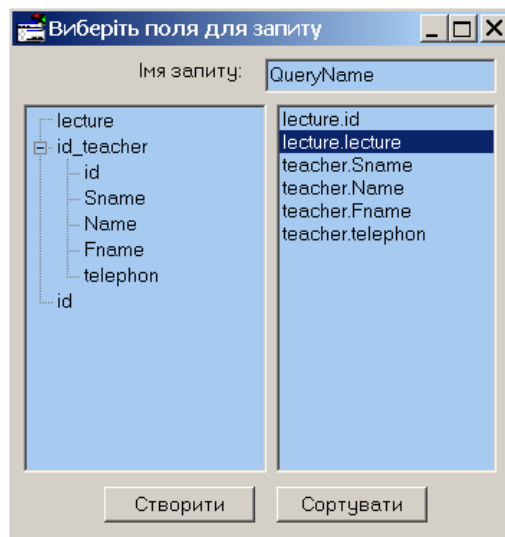 Виберіть поля для запиту
Імя запиту: QueryName
lecture
id_teacher
id
Sname
Name
Fname
telephon
id
lecture.id
lecture.lecture
teacher.Sname
teacher.Name
teacher.Fname
teacher.telephon
Створити Сортувати